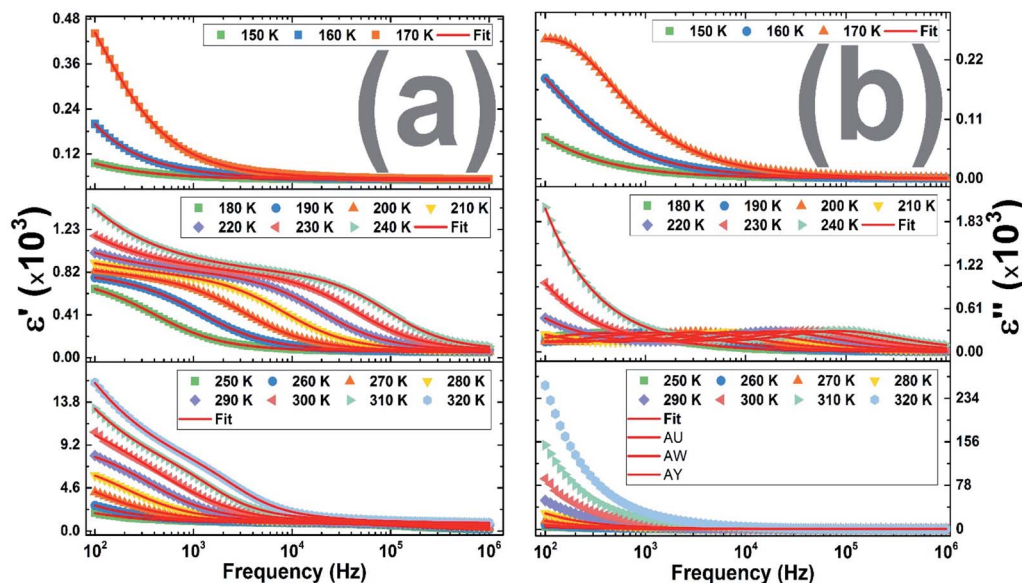 150 K 160 K 170 K Fit
0.48
0.36
0.24
0.12
(a)
180 K 190 K 200 K 210 K
220 K 230 K 240 K Fit
1.23
0.82
0.41
0.00
250 K 260 K 270 K 280 K
290 K 300 K 310 K 320 K
Fit
13.8
9.2
4.6
0.0
ε' (×10³)
10² 10³ 10⁴ 10⁵ 10⁶
Frequency (Hz)
150 K 160 K 170 K Fit
0.22
0.11
0.00
(b)
180 K 190 K 200 K 210 K
220 K 230 K 240 K Fit
1.83
1.22
0.61
0.00
250 K 260 K 270 K 280 K
290 K 300 K 310 K 320 K
Fit
AU
AW
AY
234
156
78
0
ε'' (×10³)
10² 10³ 10⁴ 10⁵ 10⁶
Frequency (Hz)